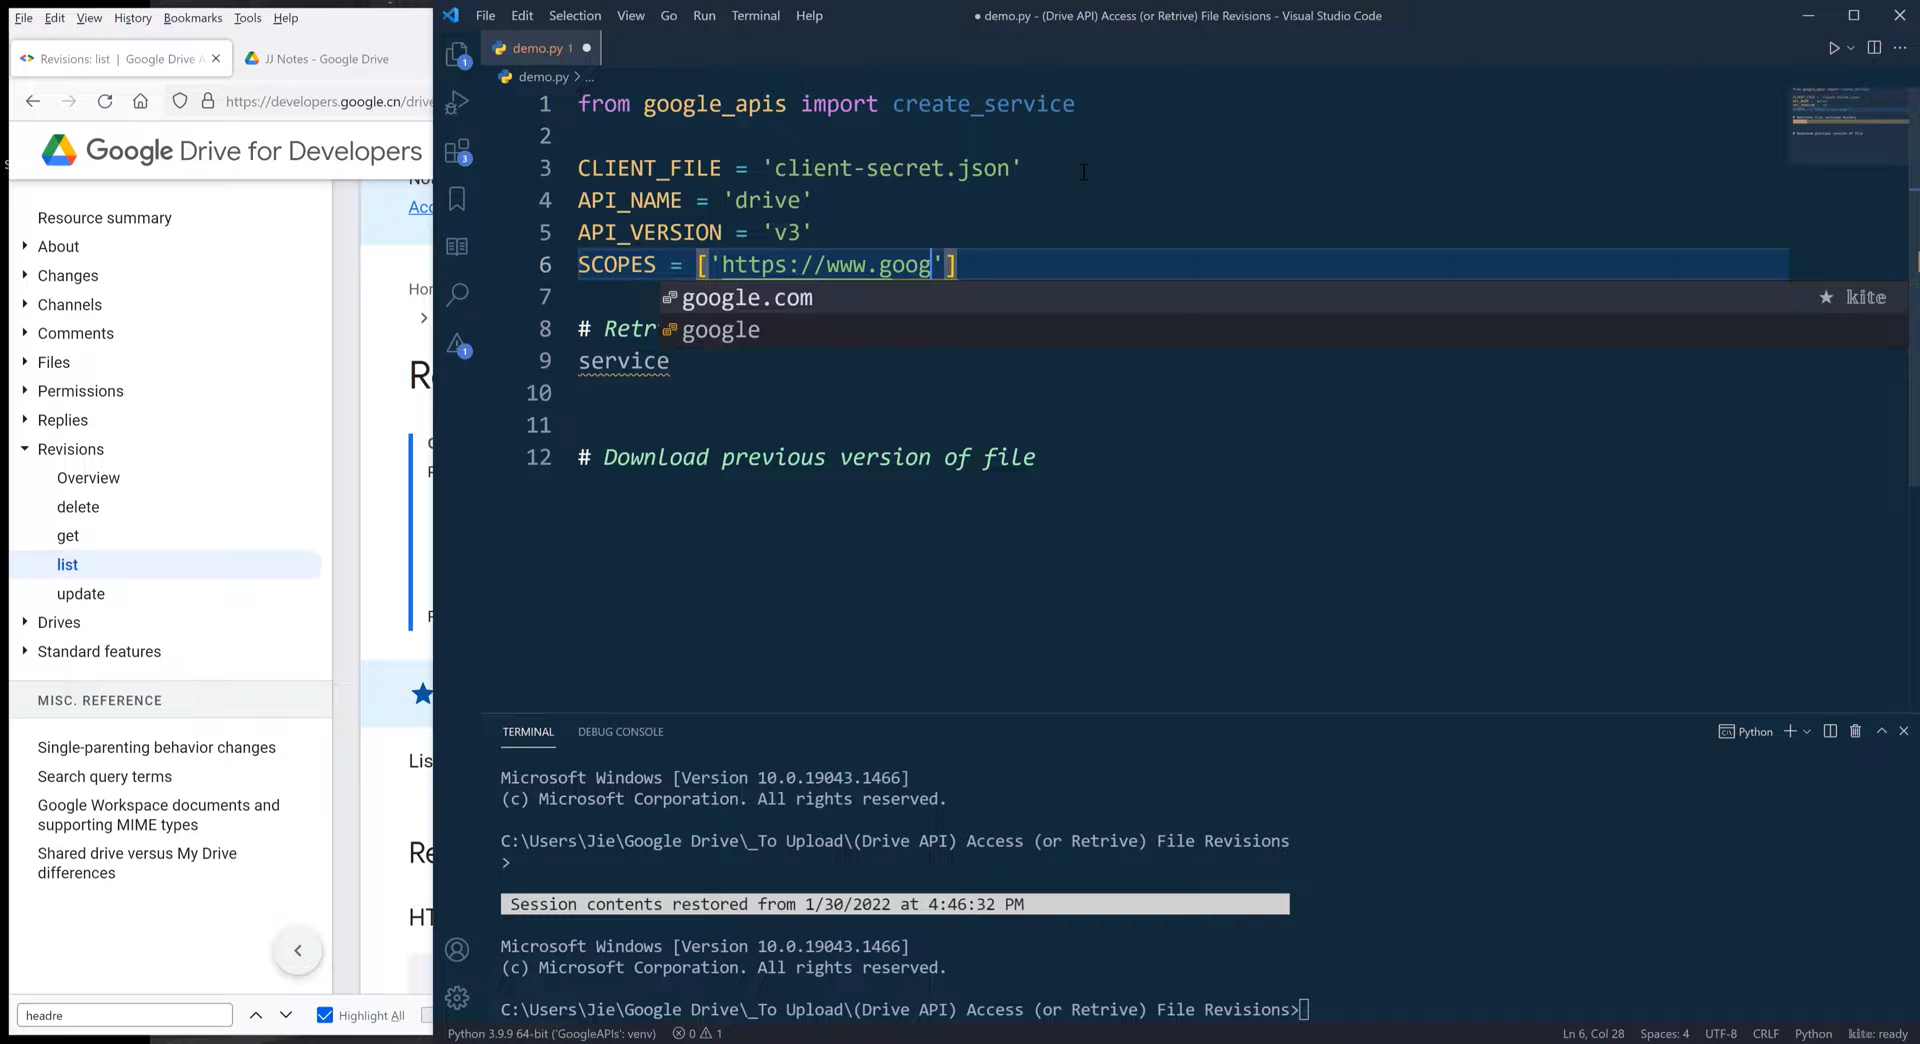 File Edit View History Bookmarks Tools Help
Revisions: list | Google Drive A
JJ Notes - Google Drive
https://developers.google.cn/drive
Google Drive for Developers
Resource summary
About
Changes
Channels
Comments
Files
Permissions
Replies
Revisions
Overview
delete
get
list
update
Drives
Standard features
MISC. REFERENCE
Single-parenting behavior changes
Search query terms
Google Workspace documents and
supporting MIME types
Shared drive versus My Drive
differences
headre
Highlight All
File Edit Selection View Go Run Terminal Help
● demo.py - (Drive API) Access (or Retrive) File Revisions - Visual Studio Code
demo.py 1
demo.py > ...
1 from google_apis import create_service
2
3 CLIENT_FILE = 'client-secret.json'
4 API_NAME = 'drive'
5 API_VERSION = 'v3'
6 SCOPES = ['https://www.goog']
7 google.com kite
8 # Retr google
9 service
10
11
12 # Download previous version of file
TERMINAL DEBUG CONSOLE
Python
Microsoft Windows [Version 10.0.19043.1466]
(c) Microsoft Corporation. All rights reserved.
C:\Users\Jie\Google Drive\_To Upload\(Drive API) Access (or Retrive) File Revisions
>
Session contents restored from 1/30/2022 at 4:46:32 PM
Microsoft Windows [Version 10.0.19043.1466]
(c) Microsoft Corporation. All rights reserved.
C:\Users\Jie\Google Drive\_To Upload\(Drive API) Access (or Retrive) File Revisions>
Python 3.9.9 64-bit ('GoogleAPIs': venv) 0 1
Ln 6, Col 28 Spaces: 4 UTF-8 CRLF Python kite: ready